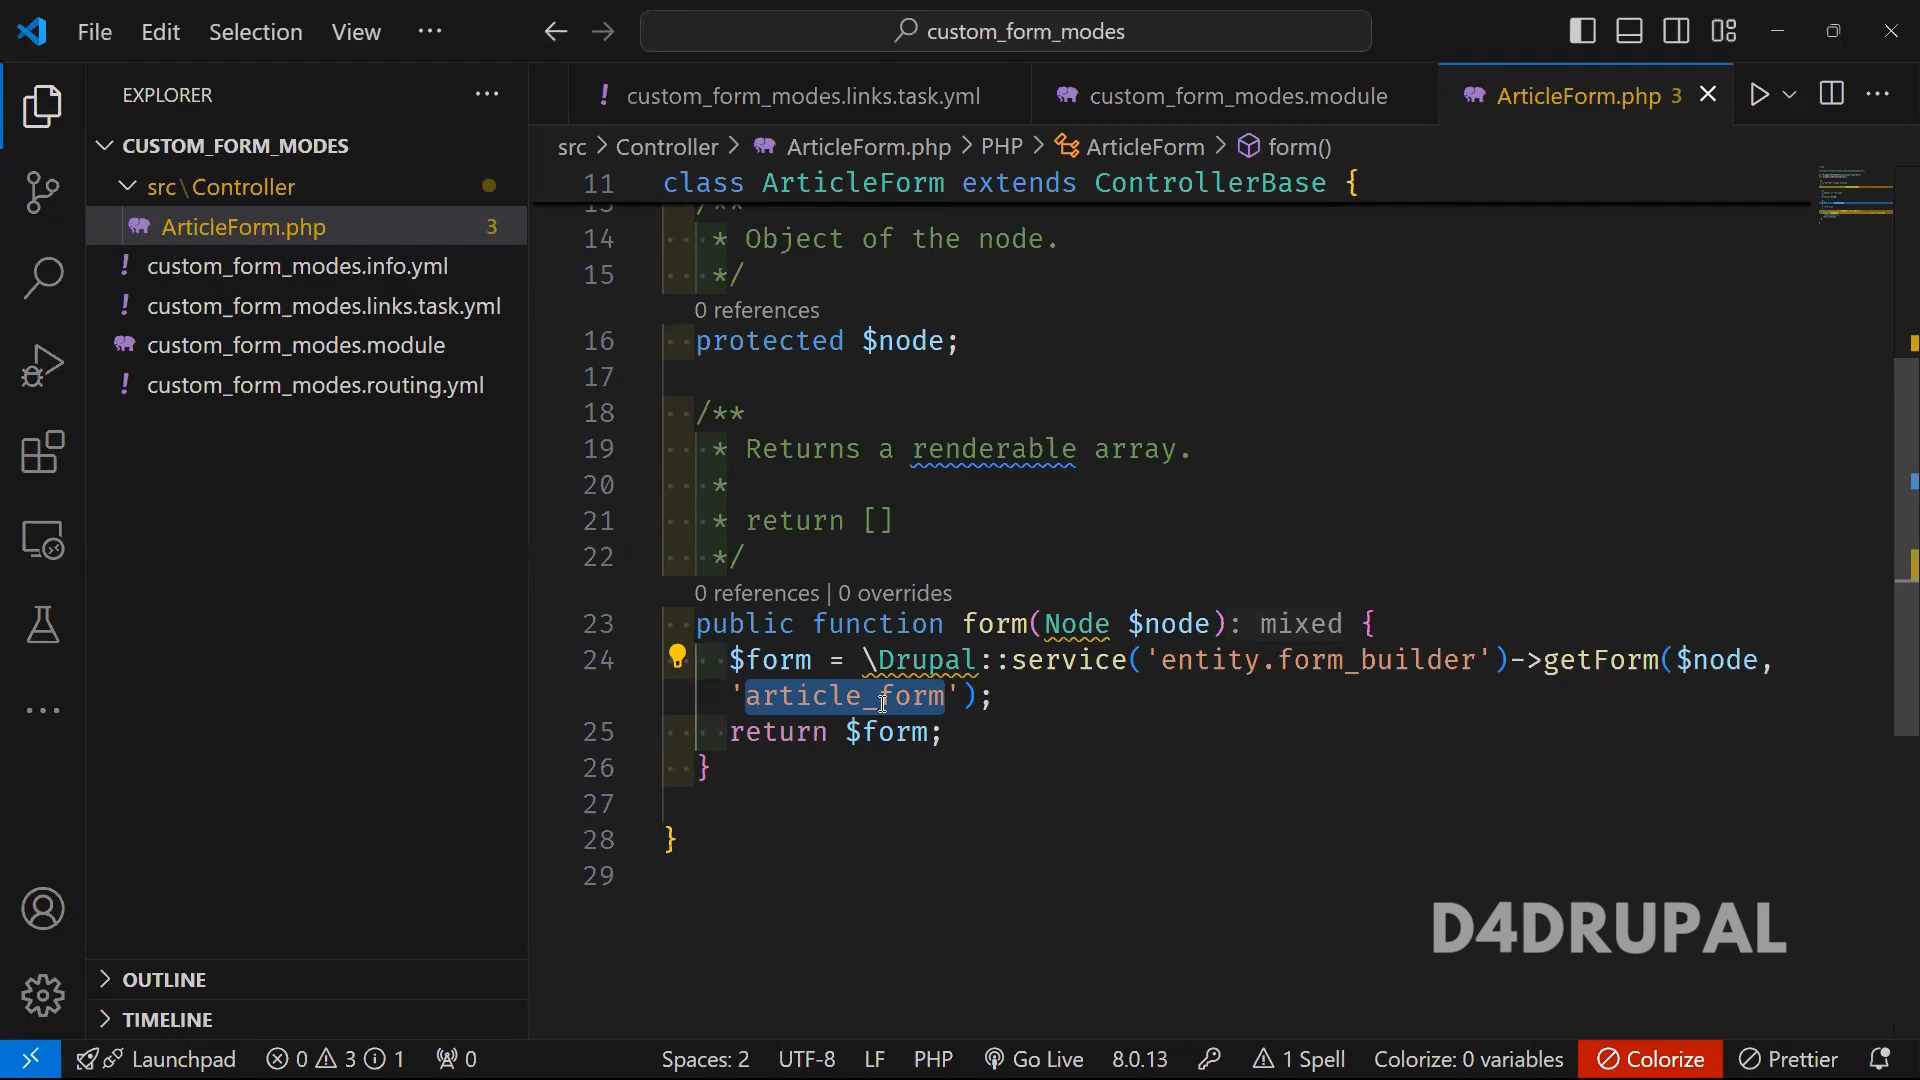 File Edit Selection View ···
custom_form_modes
EXPLORER ···
CUSTOM_FORM_MODES
src\Controller
ArticleForm.php 3
! custom_form_modes.info.yml
! custom_form_modes.links.task.yml
custom_form_modes.module
! custom_form_modes.routing.yml
OUTLINE
TIMELINE
! custom_form_modes.links.task.yml custom_form_modes.module ArticleForm.php 3
src > Controller > ArticleForm.php > PHP > ArticleForm > form()
11 class ArticleForm extends ControllerBase {
13 /**
14 * Object of the node.
15 */
0 references
16 protected $node;
17
18 /**
19 * Returns a renderable array.
20 *
21 * return []
22 */
0 references | 0 overrides
23 public function form(Node $node): mixed {
24 $form = \Drupal::service('entity.form_builder')->getForm($node,
'article_form');
25 return $form;
26 }
27
28 }
29
D4DRUPAL
Launchpad 0 3 1 0 Spaces: 2 UTF-8 LF PHP Go Live 8.0.13 1 Spell Colorize: 0 variables Colorize Prettier